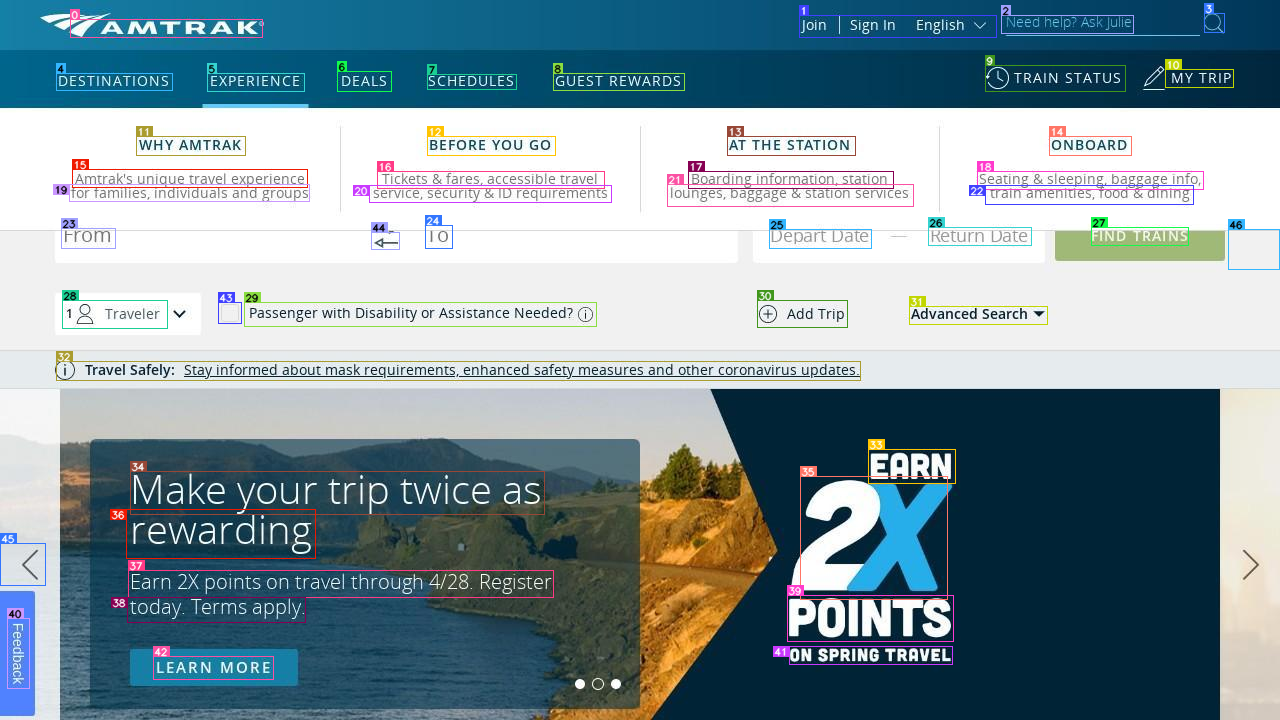 AMTRAK
Join
Sign In
English
Need help? Ask Julie
DESTINATIONS
EXPERIENCE
DEALS
SCHEDULES
GUEST REWARDS
TRAIN STATUS
MY TRIP
WHY AMTRAK
Amtrak's unique travel experience
for families, individuals and groups
BEFORE YOU GO
Tickets & fares, accessible travel
service, security & ID requirements
AT THE STATION
Boarding information, station
lounges, baggage & station services
ONBOARD
Seating & sleeping, baggage info,
train amenities, food & dining
From
To
Depart Date
Return Date
FIND TRAINS
1 Traveler
Passenger with Disability or Assistance Needed?
Add Trip
Advanced Search
Travel Safely: Stay informed about mask requirements, enhanced safety measures and other coronavirus updates.
Make your trip twice as
rewarding
Earn 2X points on travel through 4/28. Register
today. Terms apply.
LEARN MORE
EARN
2X
POINTS
ON SPRING TRAVEL
Feedback
0
1
2
3
4
5
6
7
8
9
10
11
12
13
14
15
16
17
18
19
20
21
22
23
24
25
26
27
28
29
30
31
32
33
34
35
36
37
38
39
40
41
42
43
44
45
46